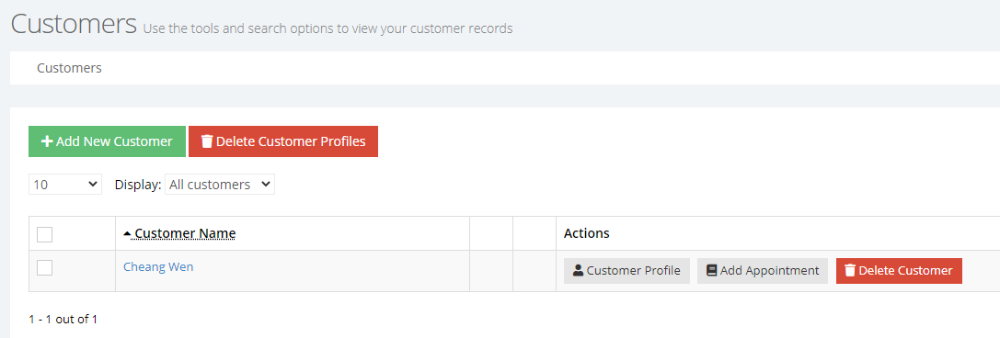 Customers Use the tools and search options to view your customer records
Customers
Add New Customer Delete Customer Profiles
10 Display: All customers
Customer Name Actions
Cheang Wen Customer Profile Add Appointment Delete Customer
1 - 1 out of 1